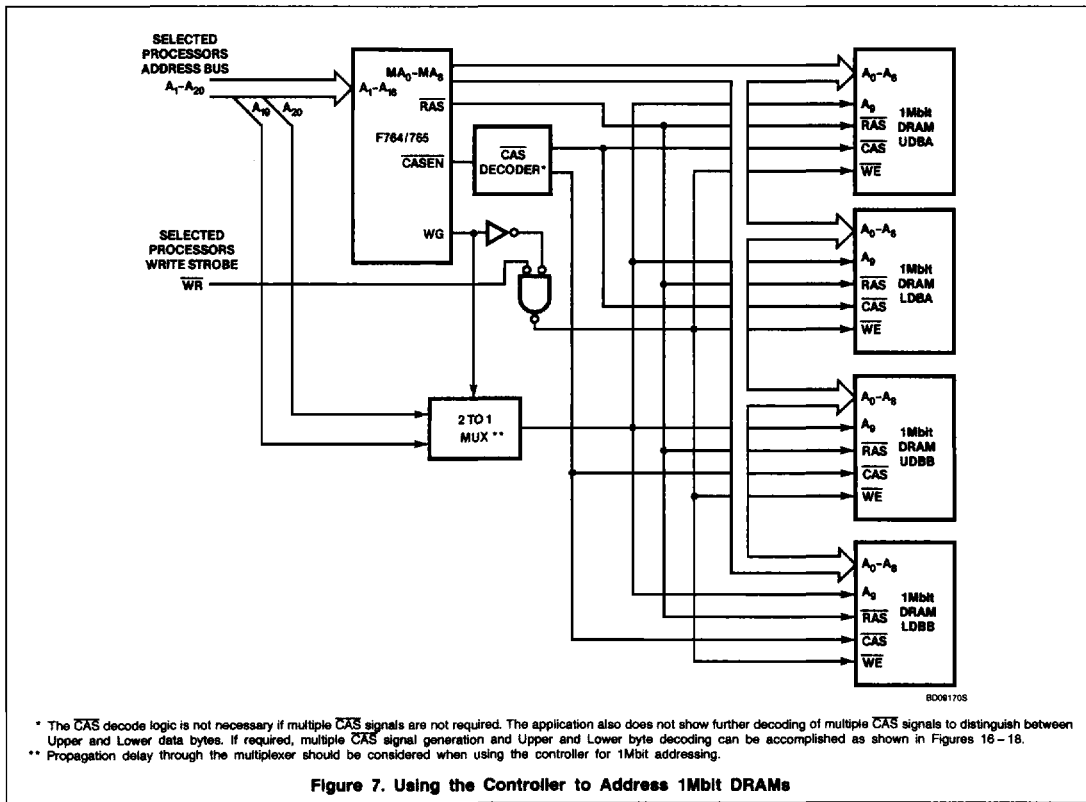 SELECTED
PROCESSORS
ADDRESS BUS
A1–A20
A19
A20
MA0–MA8
A1–A18
RAS
F764/765
CASEN
WG
CAS
DECODER*
SELECTED
PROCESSORS
WRITE STROBE
WR
2 TO 1
MUX **
A0–A8
A9
RAS
CAS
WE
1Mbit
DRAM
UDBA
A0–A8
A9
RAS
CAS
WE
1Mbit
DRAM
LDBA
A0–A8
A9
RAS
CAS
WE
1Mbit
DRAM
UDBB
A0–A8
A9
RAS
CAS
WE
1Mbit
DRAM
LDBB
BD09170S
* The CAS decode logic is not necessary if multiple CAS signals are not required. The application also does not show further decoding of multiple CAS signals to distinguish between
Upper and Lower data bytes. If required, multiple CAS signal generation and Upper and Lower byte decoding can be accomplished as shown in Figures 16–18.
** Propagation delay through the multiplexer should be considered when using the controller for 1Mbit addressing.
Figure 7. Using the Controller to Address 1Mbit DRAMs